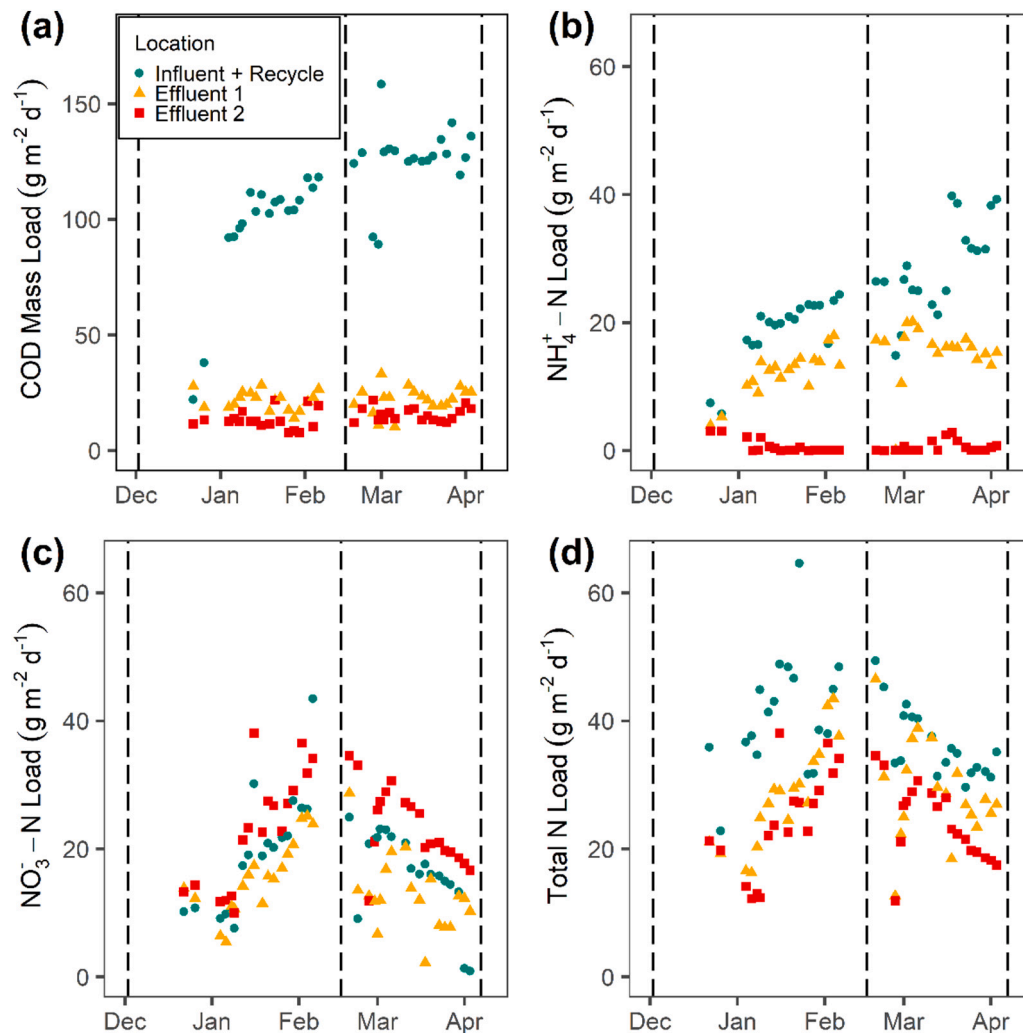 (a)
COD Mass Load (g m⁻² d⁻¹)
150
100
50
0
Location
Influent + Recycle
Effluent 1
Effluent 2
Dec Jan Feb Mar Apr
(b)
NH₄⁺ – N Load (g m⁻² d⁻¹)
60
40
20
0
Dec Jan Feb Mar Apr
(c)
NO₃⁻ – N Load (g m⁻² d⁻¹)
60
40
20
0
Dec Jan Feb Mar Apr
(d)
Total N Load (g m⁻² d⁻¹)
60
40
20
0
Dec Jan Feb Mar Apr